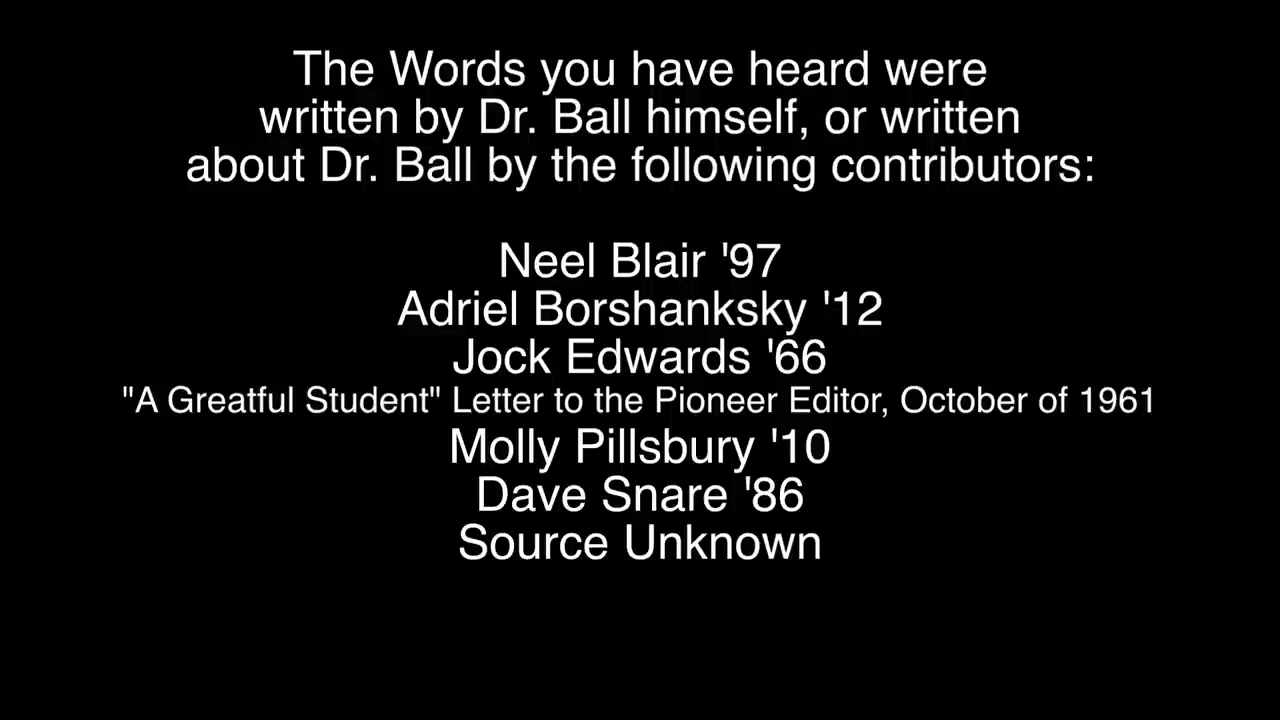 The Words you have heard were
written by Dr. Ball himself, or written
about Dr. Ball by the following contributors:
Neel Blair '97
Adriel Borshanksky '12
Jock Edwards '66
"A Greatful Student" Letter to the Pioneer Editor, October of 1961
Molly Pillsbury '10
Dave Snare '86
Source Unknown